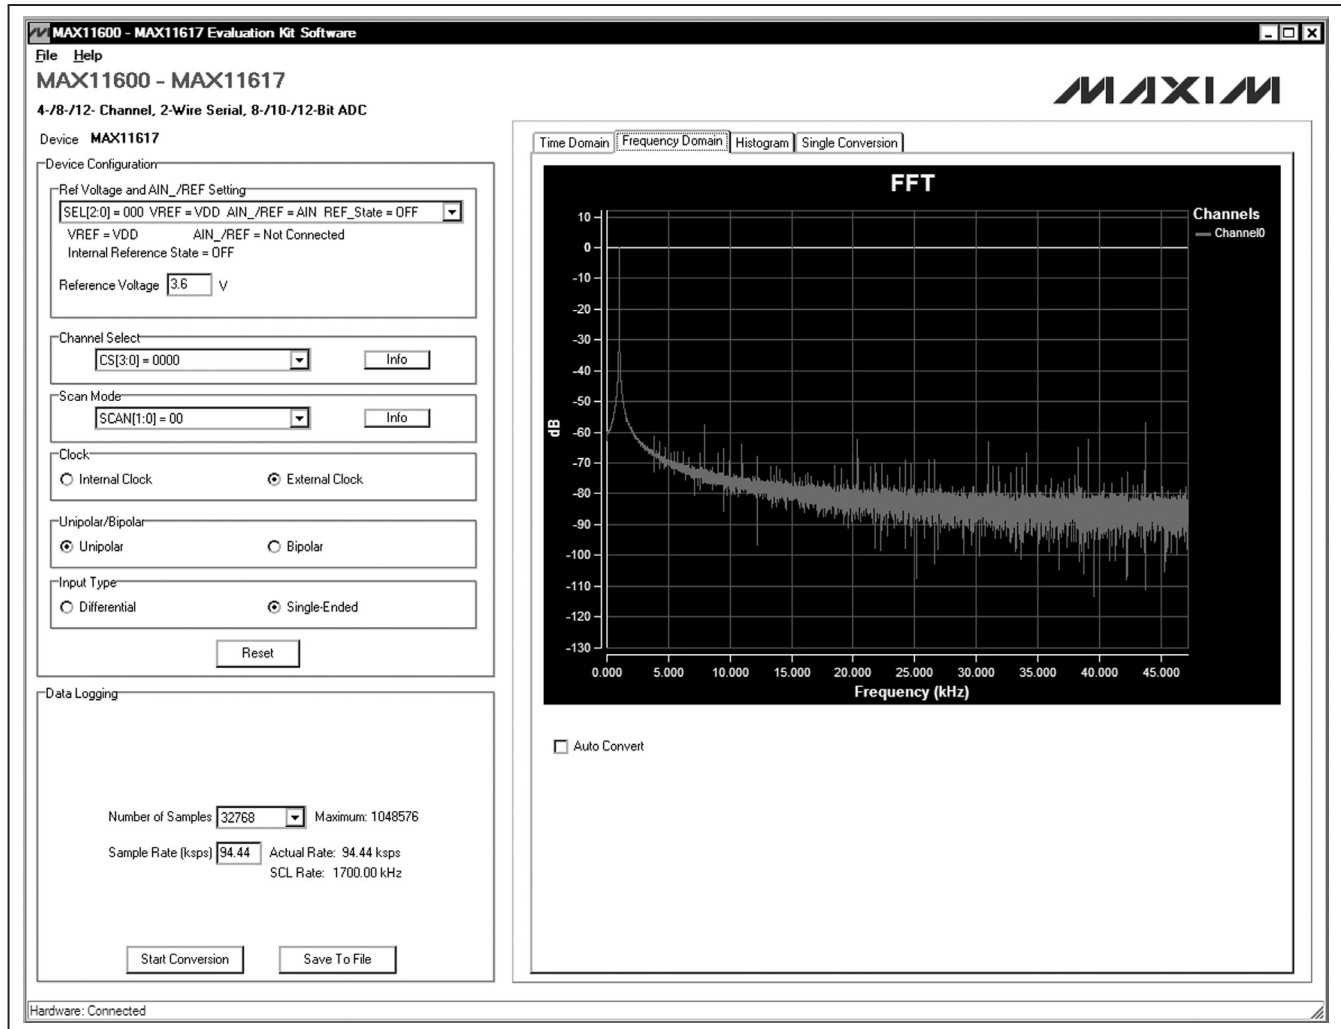 MAX11600 - MAX11617 Evaluation Kit Software
File Help
MAX11600 - MAX11617
4-/8-/12- Channel, 2-Wire Serial, 8-/10-/12-Bit ADC
MAXIM
Device MAX11617
Device Configuration
Ref Voltage and AIN_/REF Setting
SEL[2:0] = 000 VREF = VDD AIN_/REF = AIN REF_State = OFF
VREF = VDD AIN_/REF = Not Connected
Internal Reference State = OFF
Reference Voltage 3.6 V
Channel Select
CS[3:0] = 0000 Info
Scan Mode
SCAN[1:0] = 00 Info
Clock
Internal Clock External Clock
Unipolar/Bipolar
Unipolar Bipolar
Input Type
Differential Single-Ended
Reset
Data Logging
Number of Samples 32768 Maximum: 1048576
Sample Rate (ksps) 94.44 Actual Rate: 94.44 ksps
SCL Rate: 1700.00 kHz
Start Conversion Save To File
Time Domain Frequency Domain Histogram Single Conversion
FFT
Channels
Channel0
10
0
-10
-20
-30
-40
-50
-60
-70
-80
-90
-100
-110
-120
-130
dB
0.000 5.000 10.000 15.000 20.000 25.000 30.000 35.000 40.000 45.000
Frequency (kHz)
Auto Convert
Hardware: Connected